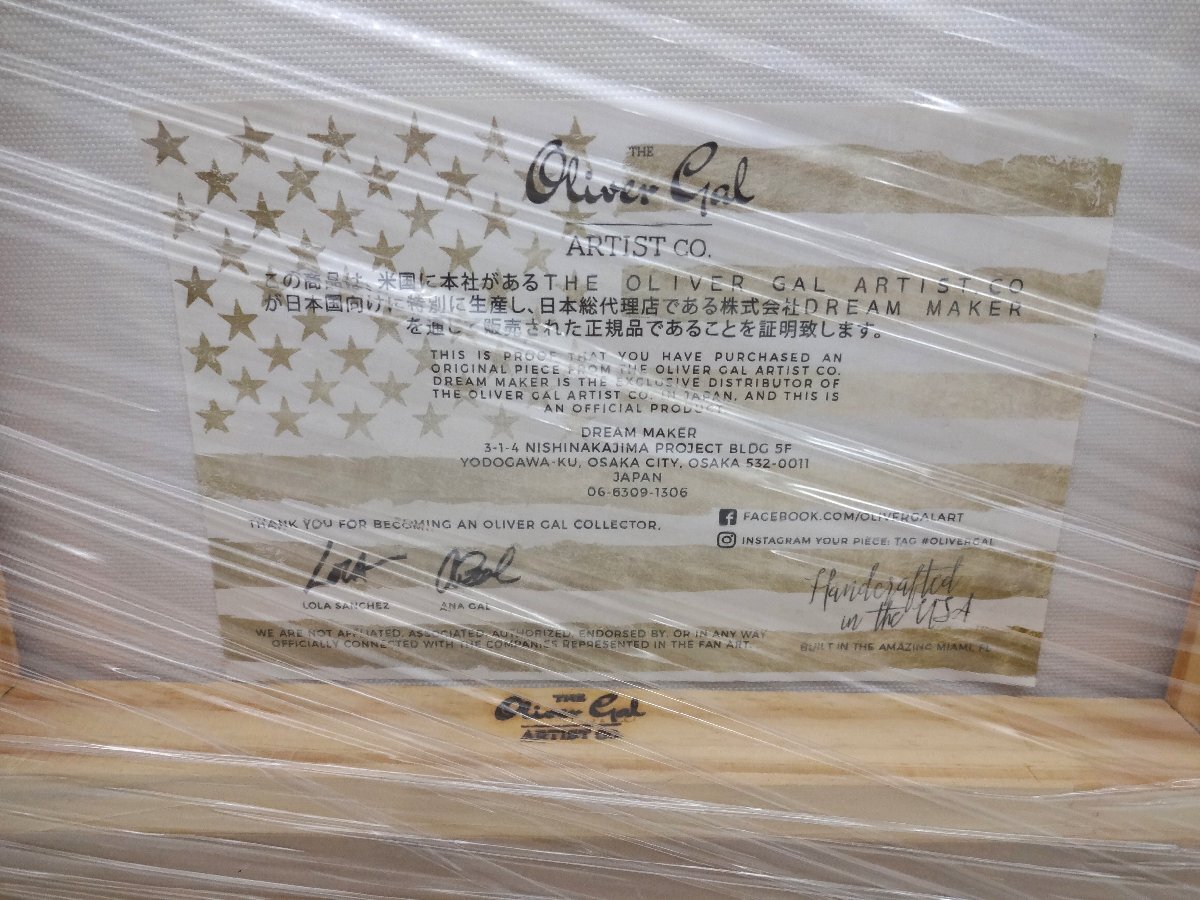 THE
Oliver Gal
ARTIST CO.
この商品は、米国に本社があるTHE OLIVER GAL ARTIST CO
が日本国向けに特別に生産し、日本総代理店である株式会社DREAM MAKER
を通じて販売された正規品であることを証明致します。
THIS IS PROOF THAT YOU HAVE PURCHASED AN
ORIGINAL PIECE FROM THE OLIVER GAL ARTIST CO.
DREAM MAKER IS THE EXCLUSIVE DISTRIBUTOR OF
THE OLIVER GAL ARTIST CO. IN JAPAN, AND THIS IS
AN OFFICIAL PRODUCT.
DREAM MAKER
3-1-4 NISHINAKAJIMA PROJECT BLDG 5F
YODOGAWA-KU, OSAKA CITY, OSAKA 532-0011
JAPAN
06-6309-1306
THANK YOU FOR BECOMING AN OLIVER GAL COLLECTOR.
FACEBOOK.COM/OLIVERGALART
INSTAGRAM YOUR PIECE: TAG #OLIVERGAL
LOLA SANCHEZ
ANA GAL
Handcrafted
in the USA
WE ARE NOT AFFILIATED, ASSOCIATED, AUTHORIZED, ENDORSED BY, OR IN ANY WAY
OFFICIALLY CONNECTED WITH THE COMPANIES REPRESENTED IN THE FAN ART.
BUILT IN THE AMAZING MIAMI, FL
THE
Oliver Gal
ARTIST CO.